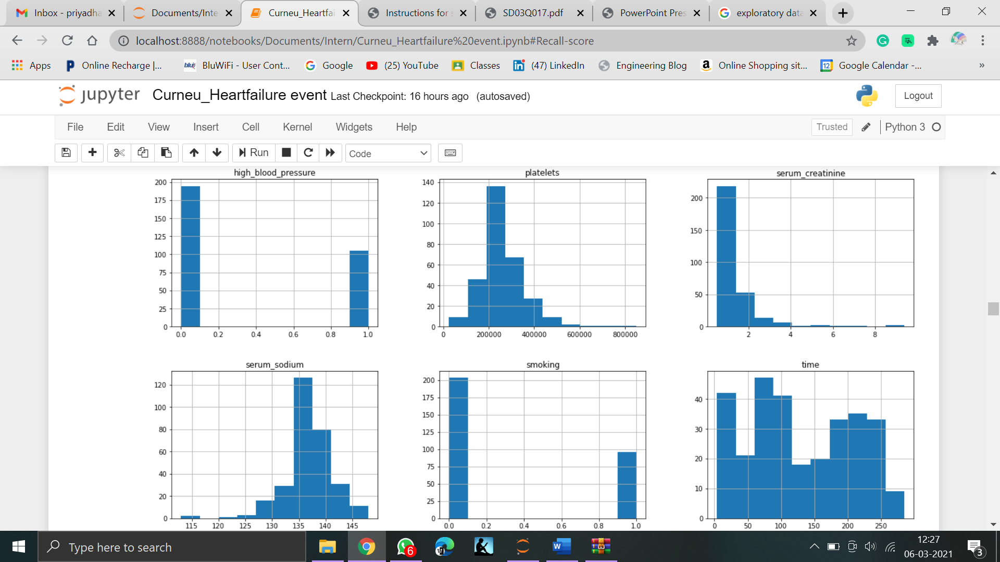 Inbox - priyadha
Documents/Inte
Curneu_Heartfai
Instructions for s
SD03Q017.pdf
PowerPoint Pres
exploratory data
localhost:8888/notebooks/Documents/Intern/Curneu_Heartfailure%20event.ipynb#Recall-score
Apps
Online Recharge |...
BluWiFi - User Cont...
Google
(25) YouTube
Classes
(47) LinkedIn
Engineering Blog
Online Shopping sit...
Google Calendar -...
»
jupyter Curneu_Heartfailure event Last Checkpoint: 16 hours ago (autosaved)
Logout
File Edit View Insert Cell Kernel Widgets Help
Trusted
Python 3
Run
Code
high_blood_pressure
200
175
150
125
100
75
50
25
0
0.0 0.2 0.4 0.6 0.8 1.0
platelets
140
120
100
80
60
40
20
0
0 200000 400000 600000 800000
serum_creatinine
200
150
100
50
0
2 4 6 8
serum_sodium
120
100
80
60
40
20
0
115 120 125 130 135 140 145
smoking
200
175
150
125
100
75
50
25
0
0.0 0.2 0.4 0.6 0.8 1.0
time
40
30
20
10
0
0 50 100 150 200 250
Type here to search
6
W
12:27
06-03-2021
3